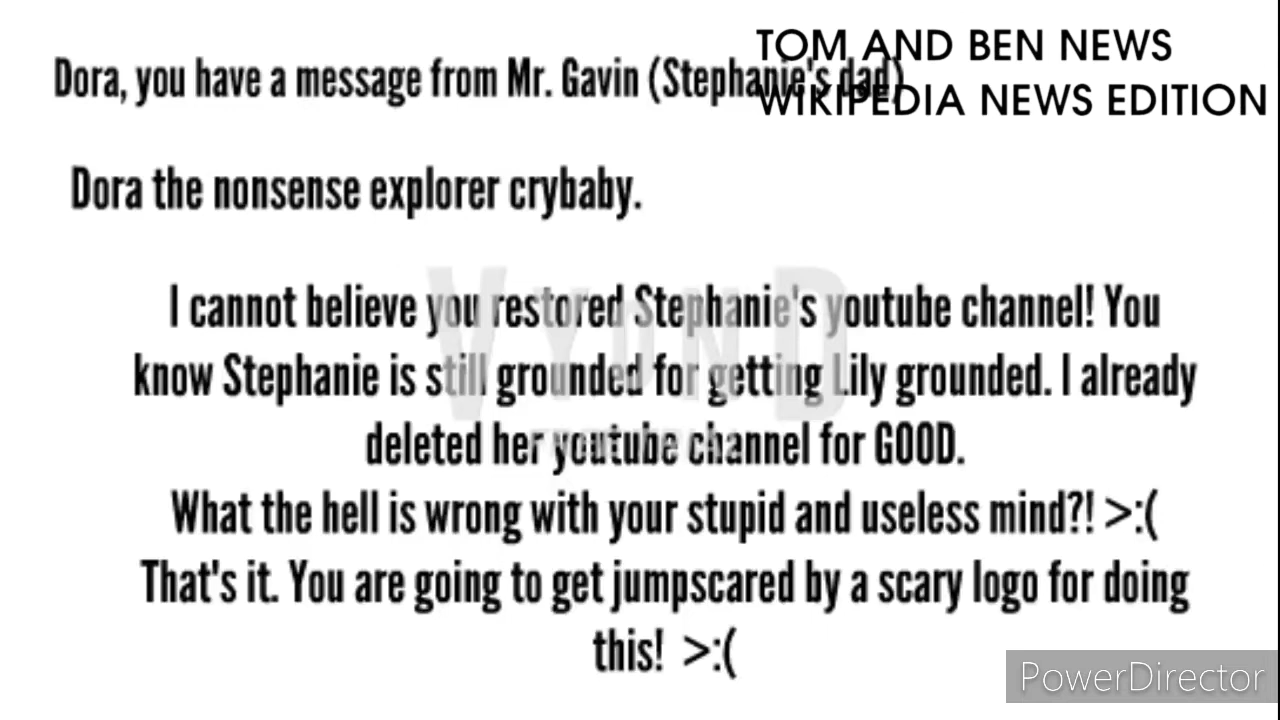 TOM AND BEN NEWS
WIKIPEDIA NEWS EDITION
Dora, you have a message from Mr. Gavin (Stephanie's dad)
Dora the nonsense explorer crybaby.
I cannot believe you restored Stephanie's youtube channel! You
know Stephanie is still grounded for getting Lily grounded. I already
deleted her youtube channel for GOOD.
What the hell is wrong with your stupid and useless mind?! >:(
That's it. You are going to get jumpscared by a scary logo for doing
this! >:(
VYOND
FREE TRIAL
PowerDirector